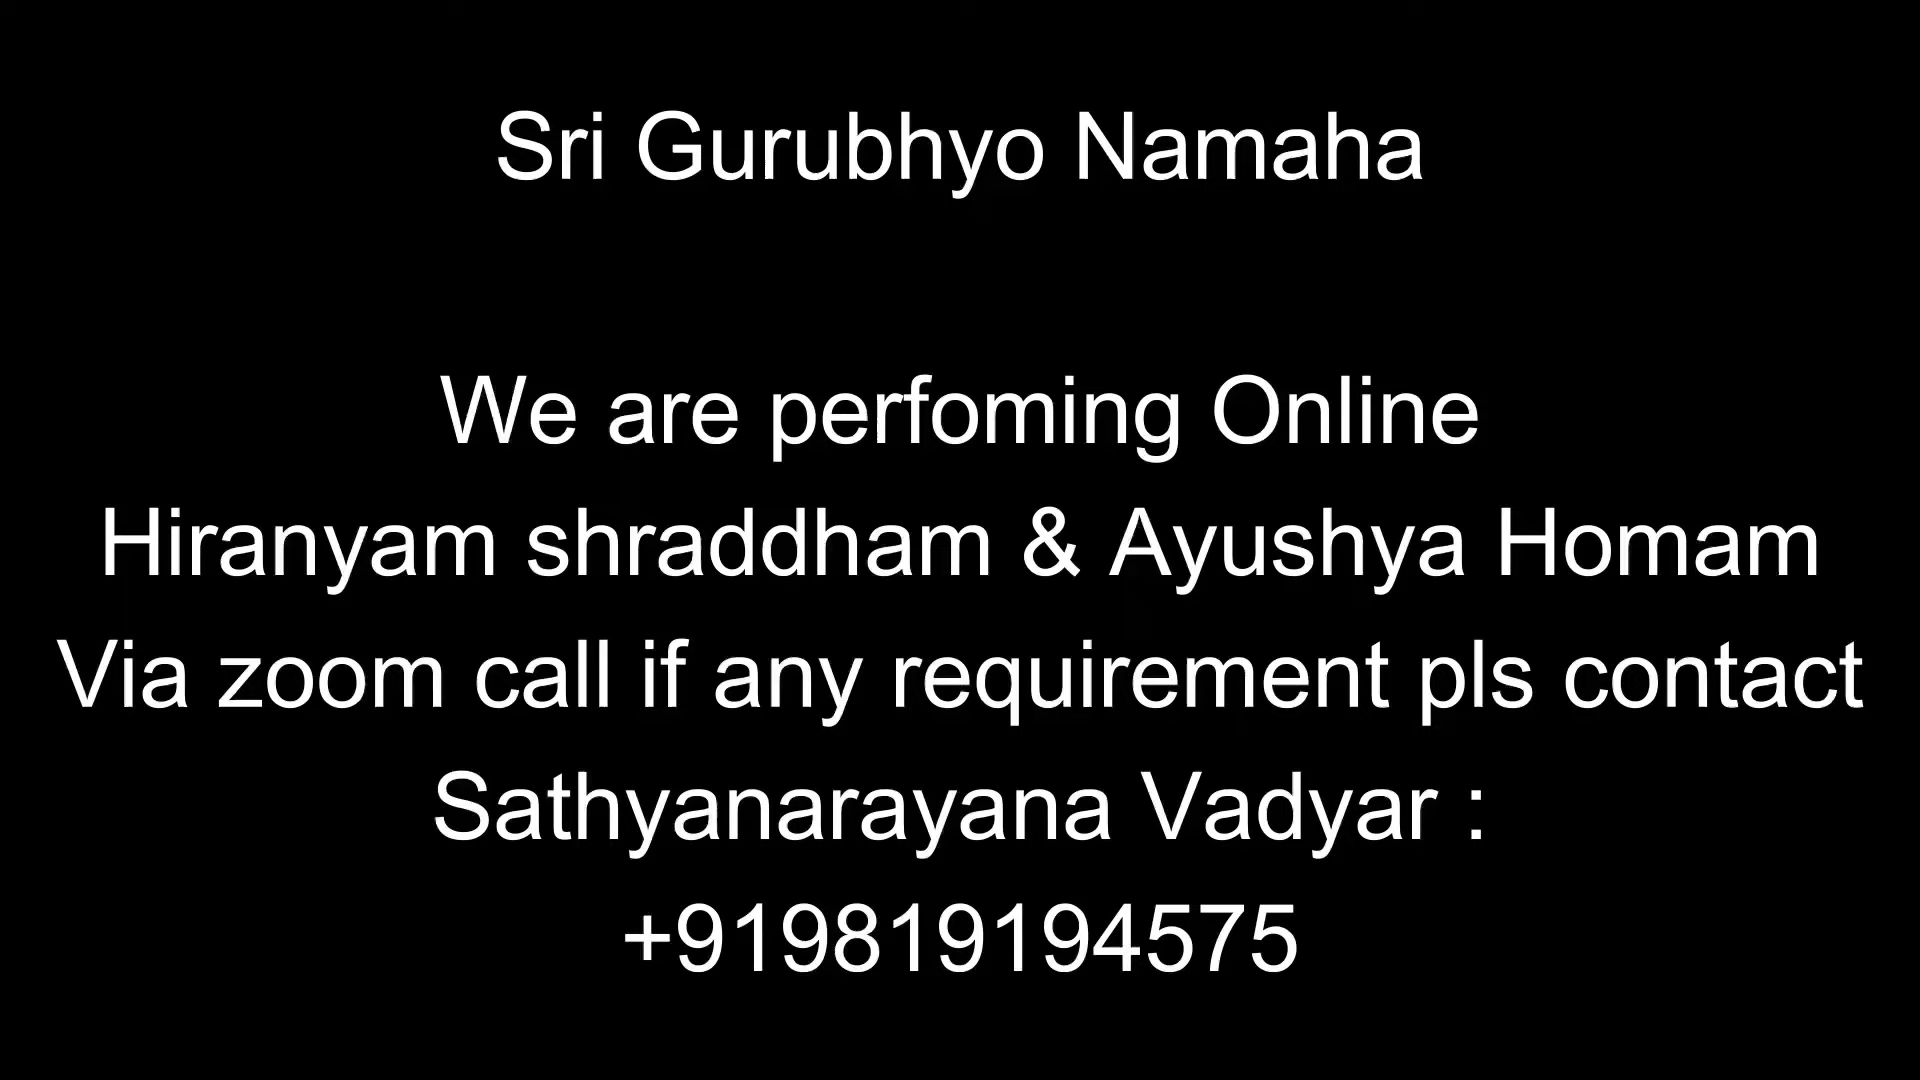 Sri Gurubhyo Namaha
We are perfoming Online
Hiranyam shraddham & Ayushya Homam
Via zoom call if any requirement pls contact
Sathyanarayana Vadyar :
+919819194575